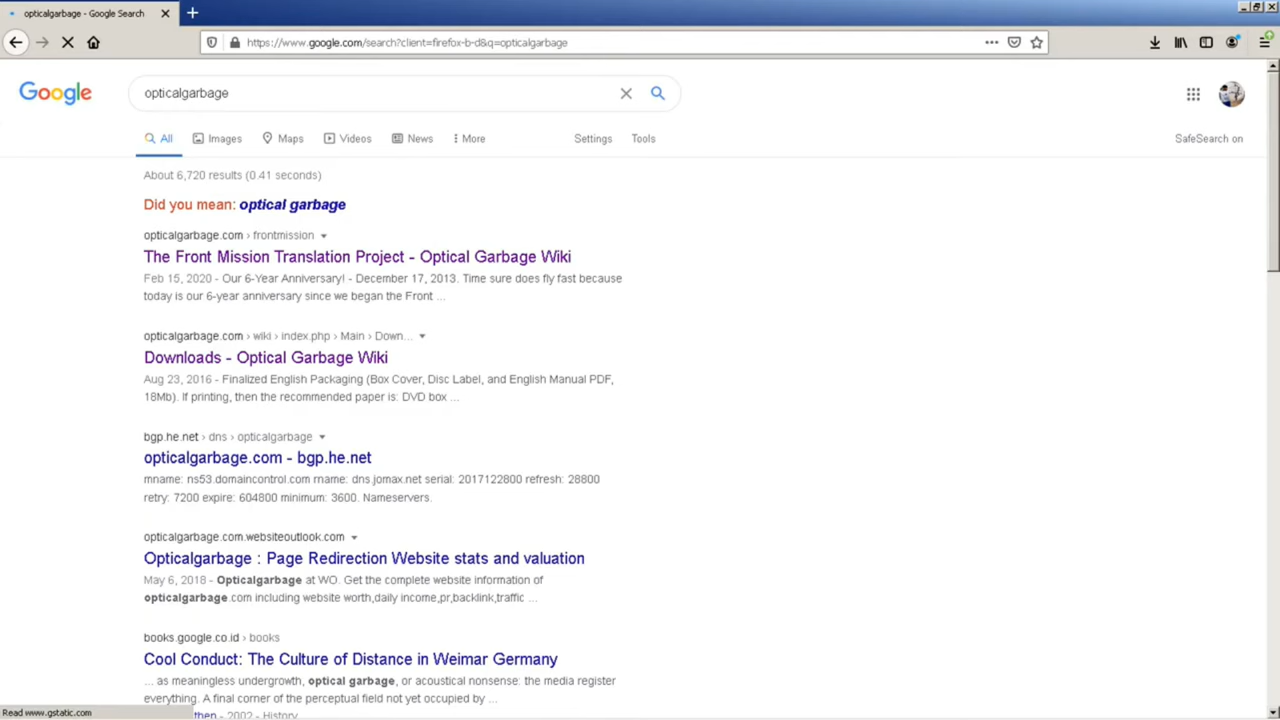 opticalgarbage - Google Search
https://www.google.com/search?client=firefox-b-d&q=opticalgarbage
Google
opticalgarbage
All Images Maps Videos News More Settings Tools SafeSearch on
About 6,720 results (0.41 seconds)
Did you mean: optical garbage
opticalgarbage.com › frontmission
The Front Mission Translation Project - Optical Garbage Wiki
Feb 15, 2020 - Our 6-Year Anniversary! - December 17, 2013. Time sure does fly fast because
today is our 6-year anniversary since we began the Front ...
opticalgarbage.com › wiki › index.php › Main › Down...
Downloads - Optical Garbage Wiki
Aug 23, 2016 - Finalized English Packaging (Box Cover, Disc Label, and English Manual PDF,
18Mb). If printing, then the recommended paper is: DVD box ...
bgp.he.net › dns › opticalgarbage
opticalgarbage.com - bgp.he.net
mname: ns53.domaincontrol.com rname: dns.jomax.net serial: 2017122800 refresh: 28800
retry: 7200 expire: 604800 minimum: 3600. Nameservers.
opticalgarbage.com.websiteoutlook.com
Opticalgarbage : Page Redirection Website stats and valuation
May 6, 2018 - Opticalgarbage at WO. Get the complete website information of
opticalgarbage.com including website worth,daily income,pr,backlink,traffic ...
books.google.co.id › books
Cool Conduct: The Culture of Distance in Weimar Germany
... as meaningless undergrowth, optical garbage, or acoustical nonsense: the media register
everything. A final corner of the perceptual field not yet occupied by ...
then - 2002 - History
Read www.gstatic.com